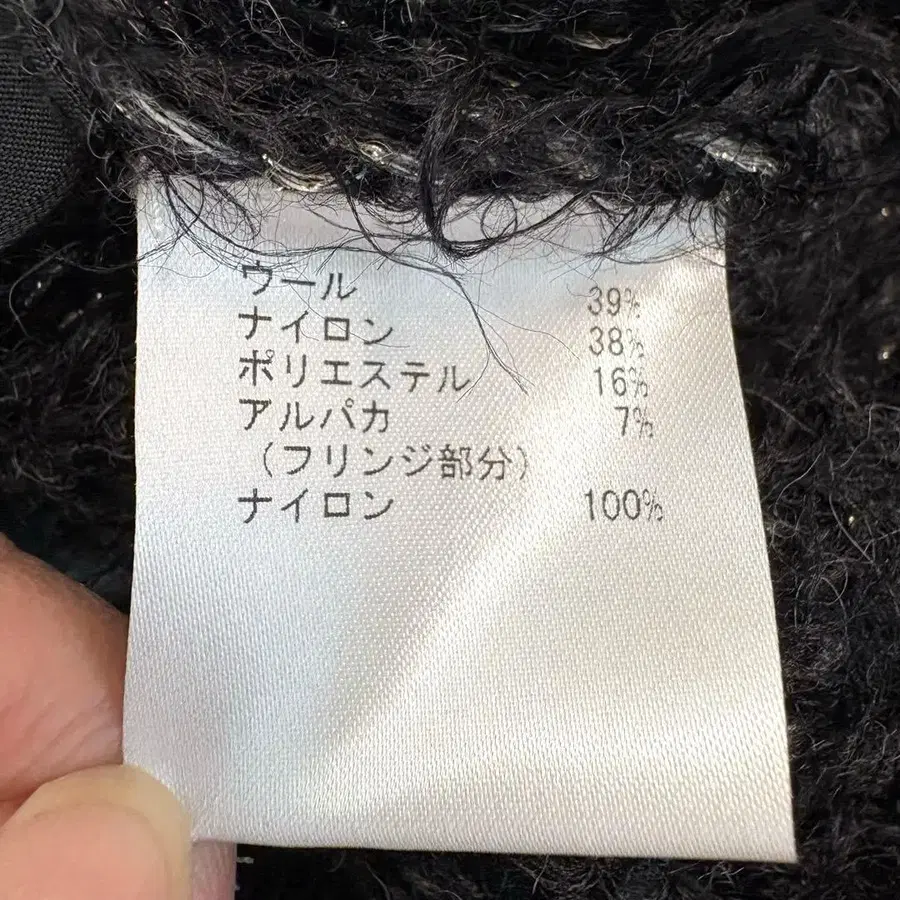 ウール 39%
ナイロン 38%
ポリエステル 16%
アルパカ 7%
（フリンジ部分）
ナイロン 100%